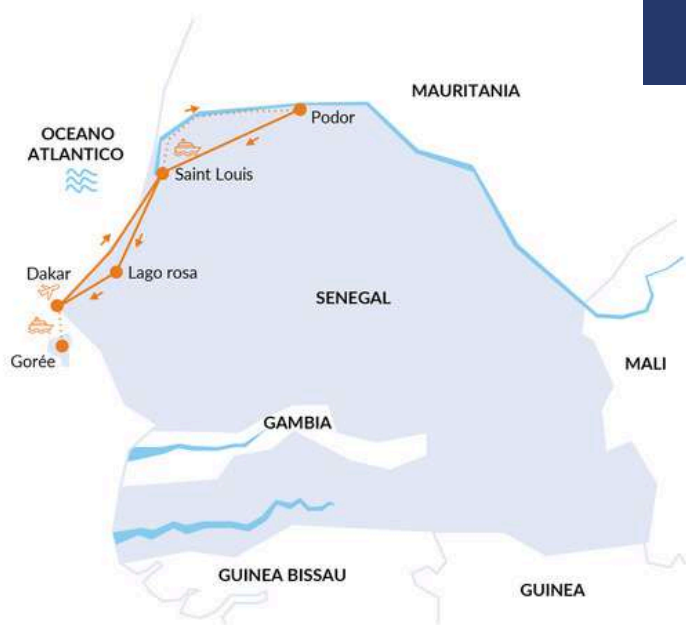 MAURITANIA
Podor
OCEANO
ATLANTICO
Saint Louis
Dakar
Lago rosa
SENEGAL
Gorée
MALI
GAMBIA
GUINEA BISSAU
GUINEA